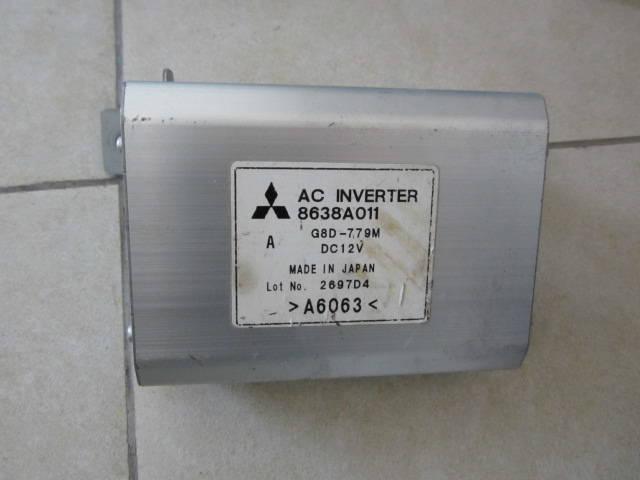 AC INVERTER
8638A011
A
G8D-779M
DC12V
MADE IN JAPAN
Lot No. 2697D4
>A6063<